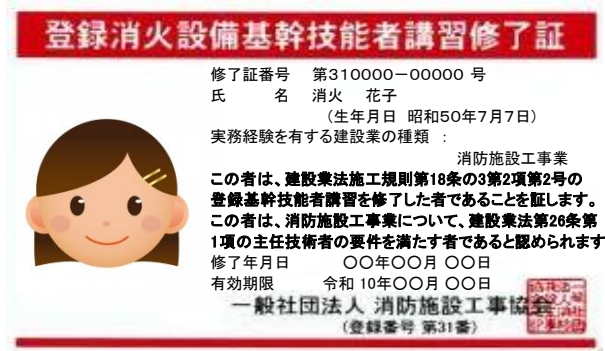 登録消火設備基幹技能者講習修了証
修了証番号　第310000－00000 号
氏　　名　消火　花子
（生年月日　昭和50年7月7日）
実務経験を有する建設業の種類　：
消防施設工事業
この者は、建設業法施工規則第18条の3第2項第2号の
登録基幹技能者講習を修了した者であることを証します。
この者は、消防施設工事業について、建設業法第26条第
1項の主任技術者の要件を満たす者であると認められます
修了年月日　〇〇年〇〇月 〇〇日
有効期限　令和 10年〇〇月 〇〇日
一般社団法人 消防施設工事協会
（登録番号 第31番）